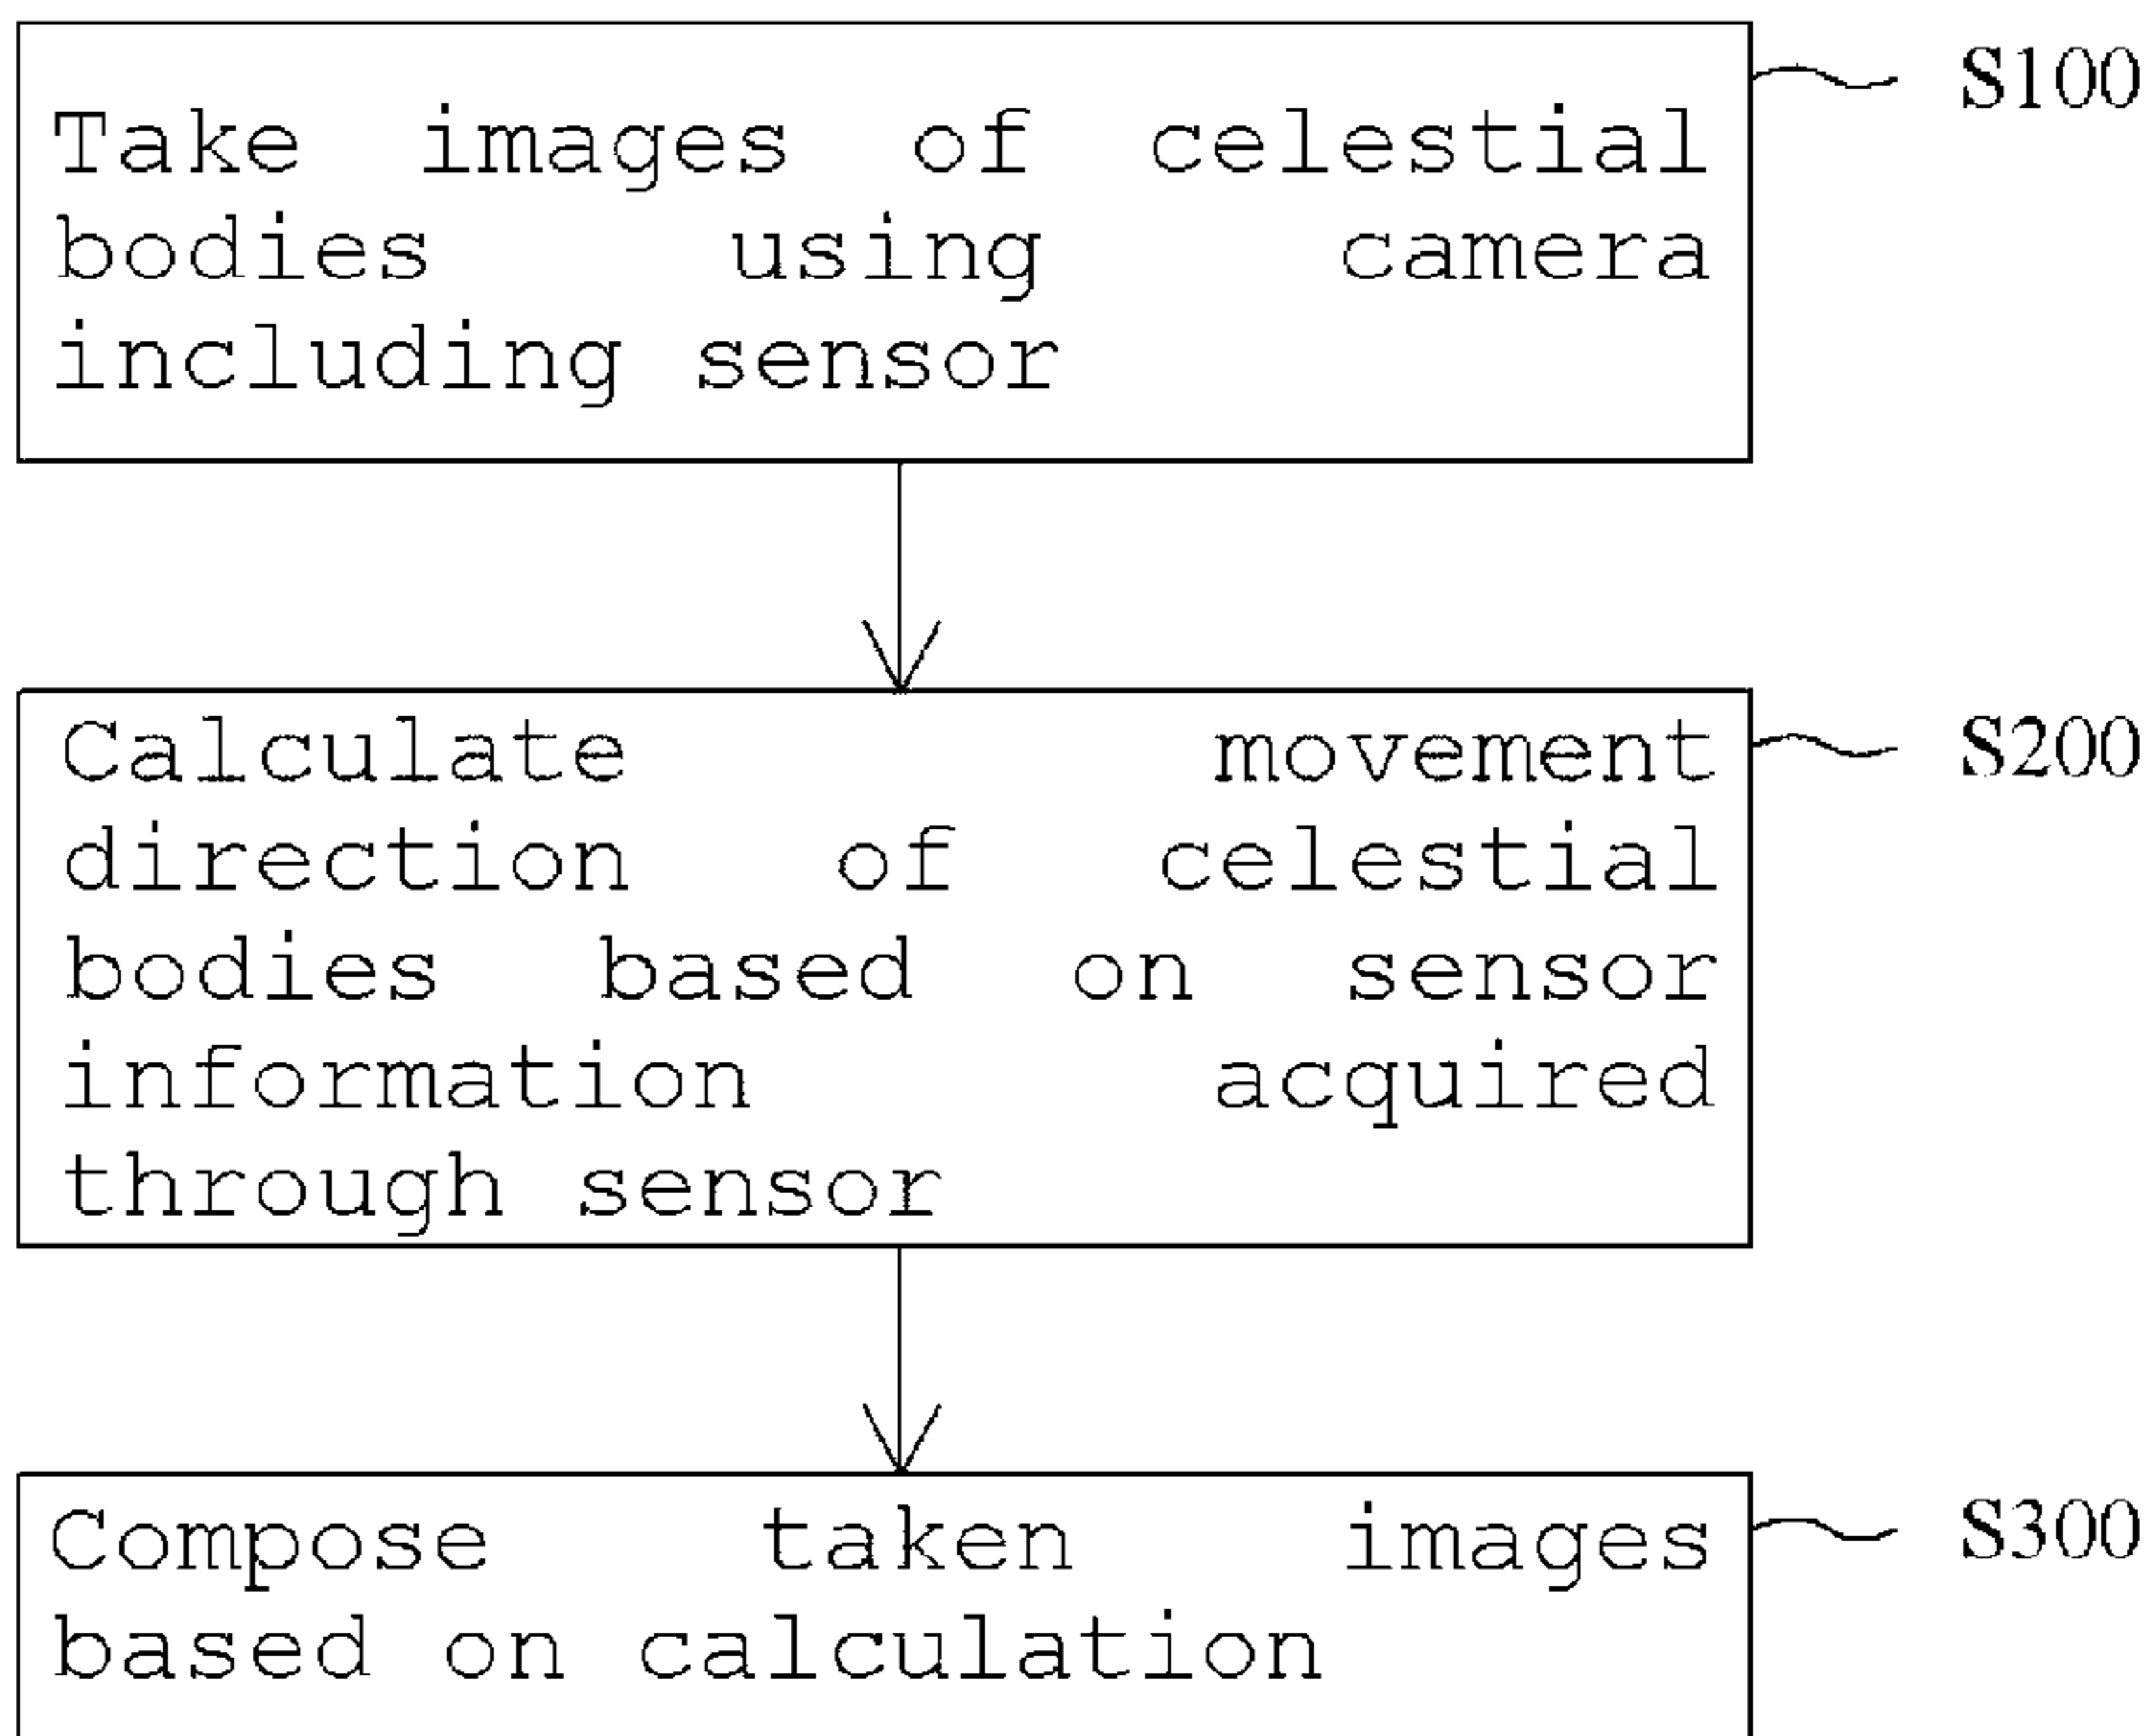 Take images of celestial
bodies using camera
including sensor
S100
Calculate movement
direction of celestial
bodies based on sensor
information acquired
through sensor
S200
Compose taken images
based on calculation
S300